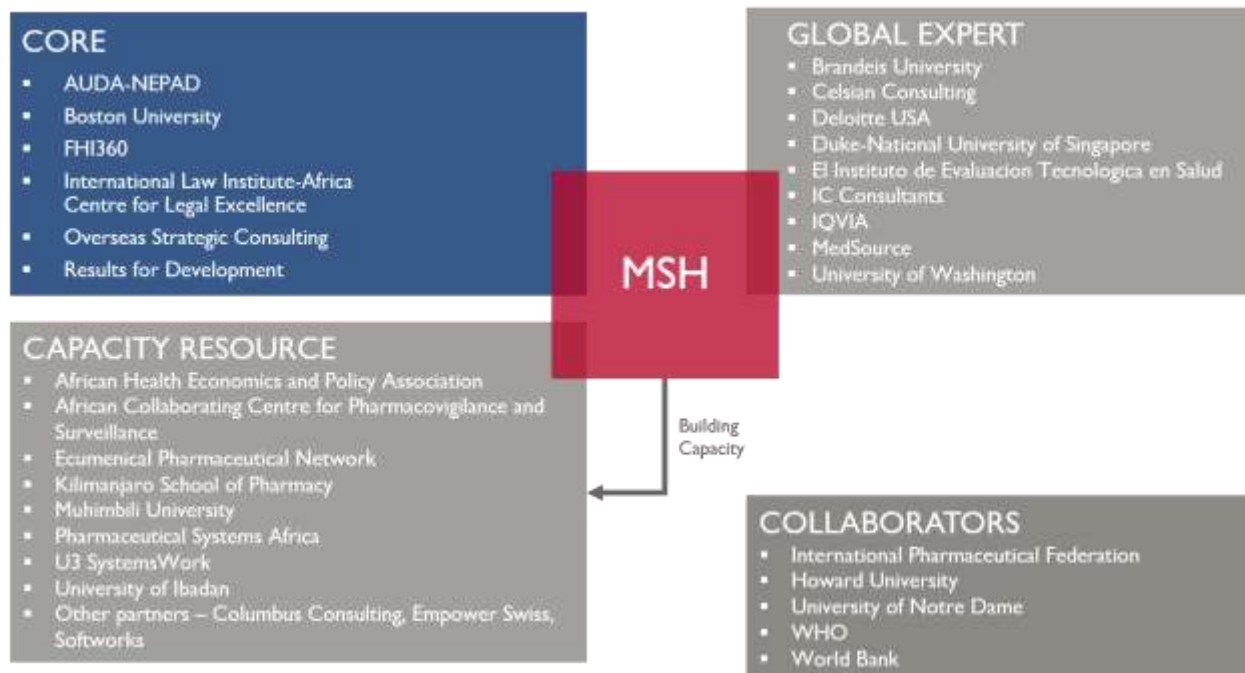 CORE
▪ AUDA-NEPAD
▪ Boston University
▪ FHI360
▪ International Law Institute-Africa
Centre for Legal Excellence
▪ Overseas Strategic Consulting
▪ Results for Development
GLOBAL EXPERT
▪ Brandeis University
▪ Celsian Consulting
▪ Deloitte USA
▪ Duke-National University of Singapore
▪ El Instituto de Evaluacion Tecnologica en Salud
▪ IC Consultants
▪ IQVIA
▪ MedSource
▪ University of Washington
MSH
CAPACITY RESOURCE
▪ African Health Economics and Policy Association
▪ African Collaborating Centre for Pharmacovigilance and
Surveillance
▪ Ecumenical Pharmaceutical Network
▪ Kilimanjaro School of Pharmacy
▪ Muhimbili University
▪ Pharmaceutical Systems Africa
▪ U3 SystemsWork
▪ University of Ibadan
▪ Other partners – Columbus Consulting, Empower Swiss,
Softworks
Building
Capacity
COLLABORATORS
▪ International Pharmaceutical Federation
▪ Howard University
▪ University of Notre Dame
▪ WHO
▪ World Bank